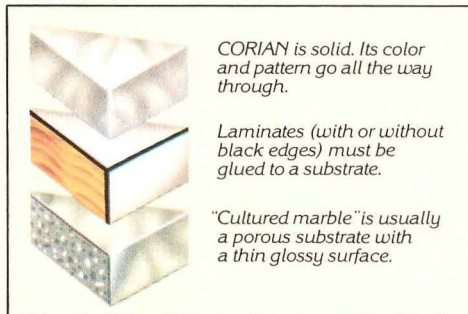 CORIAN is solid. Its color
and pattern go all the way
through.
Laminates (with or without
black edges) must be
glued to a substrate.
"Cultured marble" is usually
a porous substrate with
a thin glossy surface.